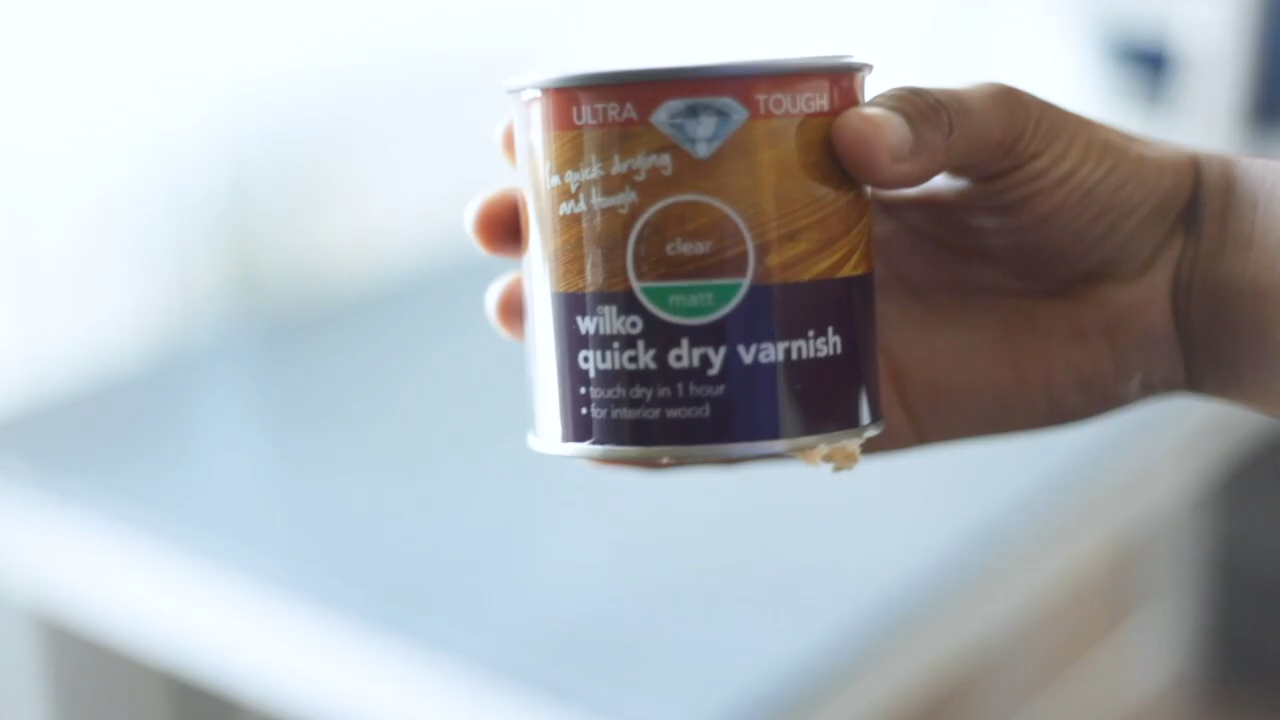 ULTRA TOUGH
I'm quick drying
and tough
clear
matt
wilko
quick dry varnish
• touch dry in 1 hour
• for interior wood